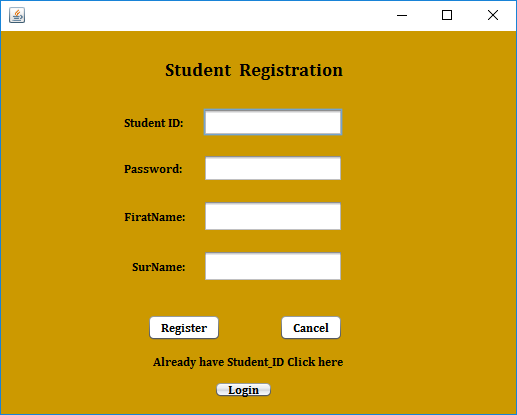 Student Registration
Student ID:
Password:
FiratName:
SurName:
Register Cancel
Already have Student_ID Click here
Login